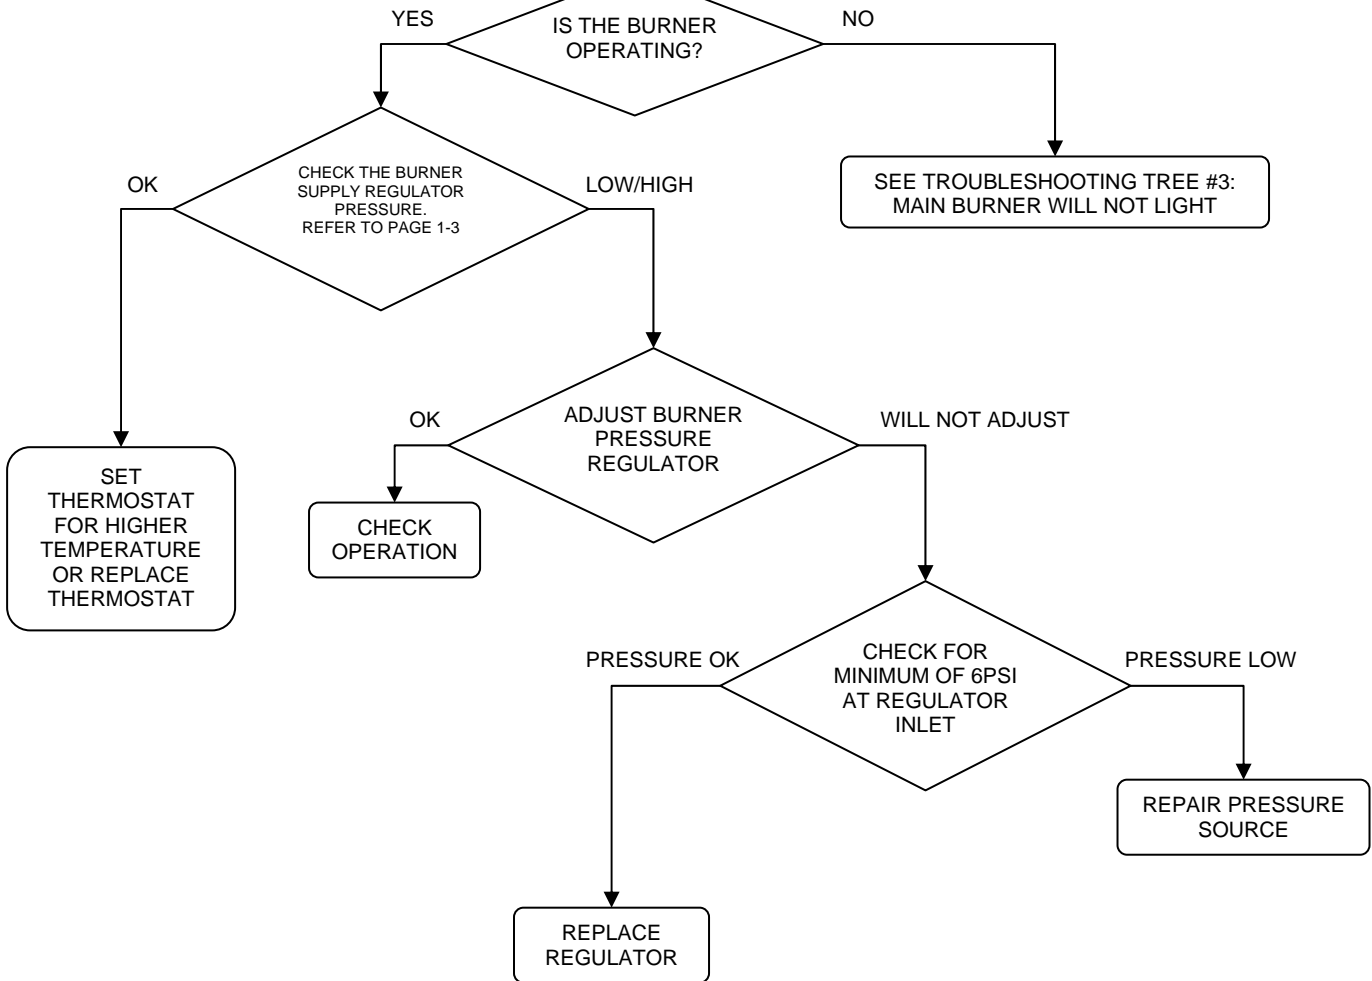 YES
IS THE BURNER
OPERATING?
NO
OK
CHECK THE BURNER
SUPPLY REGULATOR
PRESSURE.
REFER TO PAGE 1-3
LOW/HIGH
SEE TROUBLESHOOTING TREE #3:
MAIN BURNER WILL NOT LIGHT
OK
ADJUST BURNER
PRESSURE
REGULATOR
WILL NOT ADJUST
SET
THERMOSTAT
FOR HIGHER
TEMPERATURE
OR REPLACE
THERMOSTAT
CHECK
OPERATION
PRESSURE OK
CHECK FOR
MINIMUM OF 6PSI
AT REGULATOR
INLET
PRESSURE LOW
REPAIR PRESSURE
SOURCE
REPLACE
REGULATOR